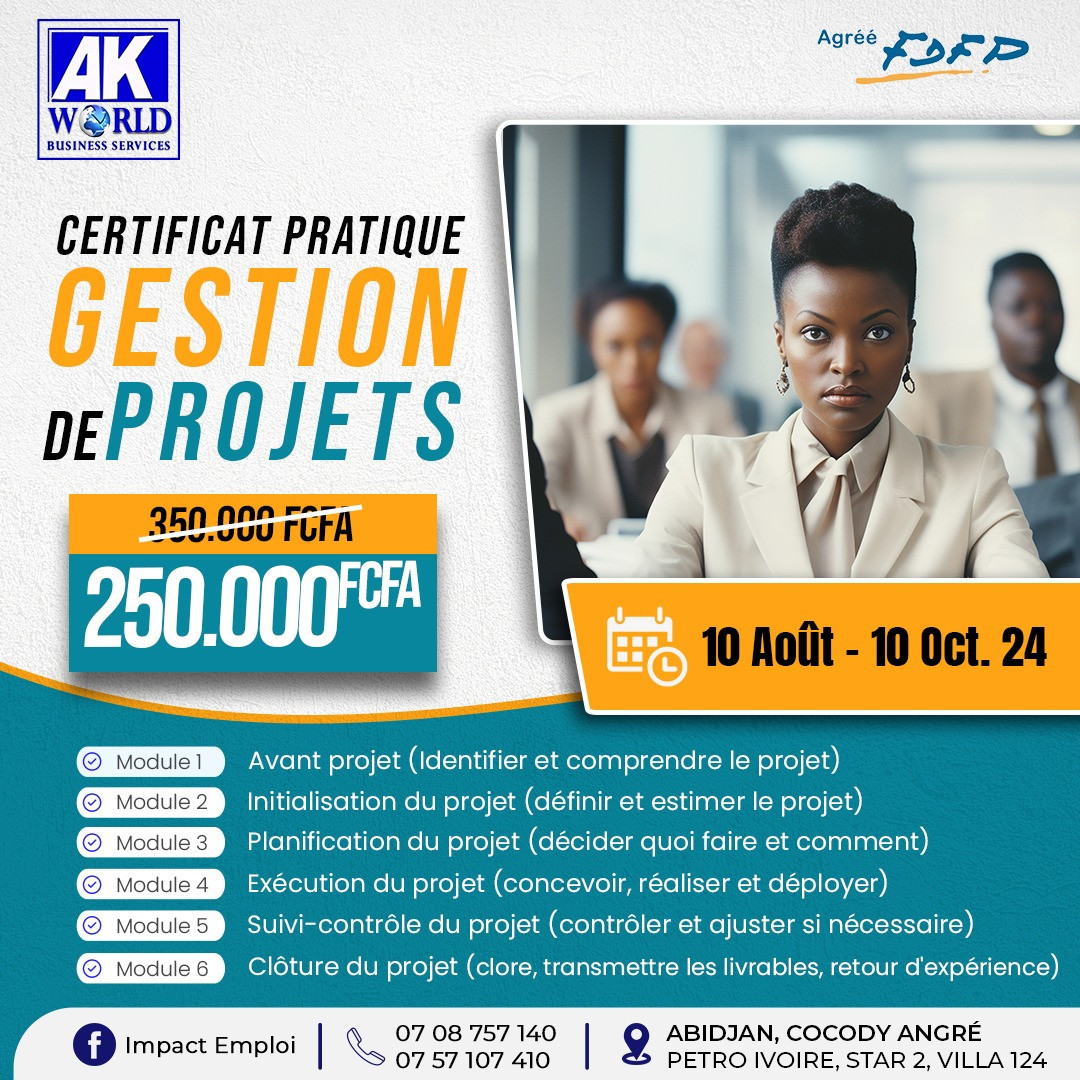 AK
WORLD
BUSINESS SERVICES
Agréé FDFP
CERTIFICAT PRATIQUE
GESTION
DE PROJETS
350.000 FCFA
250.000 FCFA
10 Août - 10 Oct. 24
Module 1 Avant projet (Identifier et comprendre le projet)
Module 2 Initialisation du projet (définir et estimer le projet)
Module 3 Planification du projet (décider quoi faire et comment)
Module 4 Exécution du projet (concevoir, réaliser et déployer)
Module 5 Suivi-contrôle du projet (contrôler et ajuster si nécessaire)
Module 6 Clôture du projet (clore, transmettre les livrables, retour d'expérience)
Impact Emploi
07 08 757 140
07 57 107 410
ABIDJAN, COCODY ANGRÉ
PETRO IVOIRE, STAR 2, VILLA 124